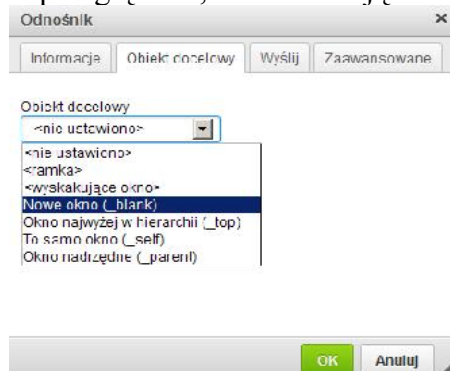 Odnośnik ×
Informacje Obiekt docelowy Wyślij Zaawansowane
Obiekt docelowy
<nie ustawiono>
<nie ustawiono>
<ramka>
<wyskakujące okno>
Nowe okno (_blank)
Okno najwyżej w hierarchii (_top)
To samo okno (_self)
Okno nadrzędne (_parent)
OK Anuluj